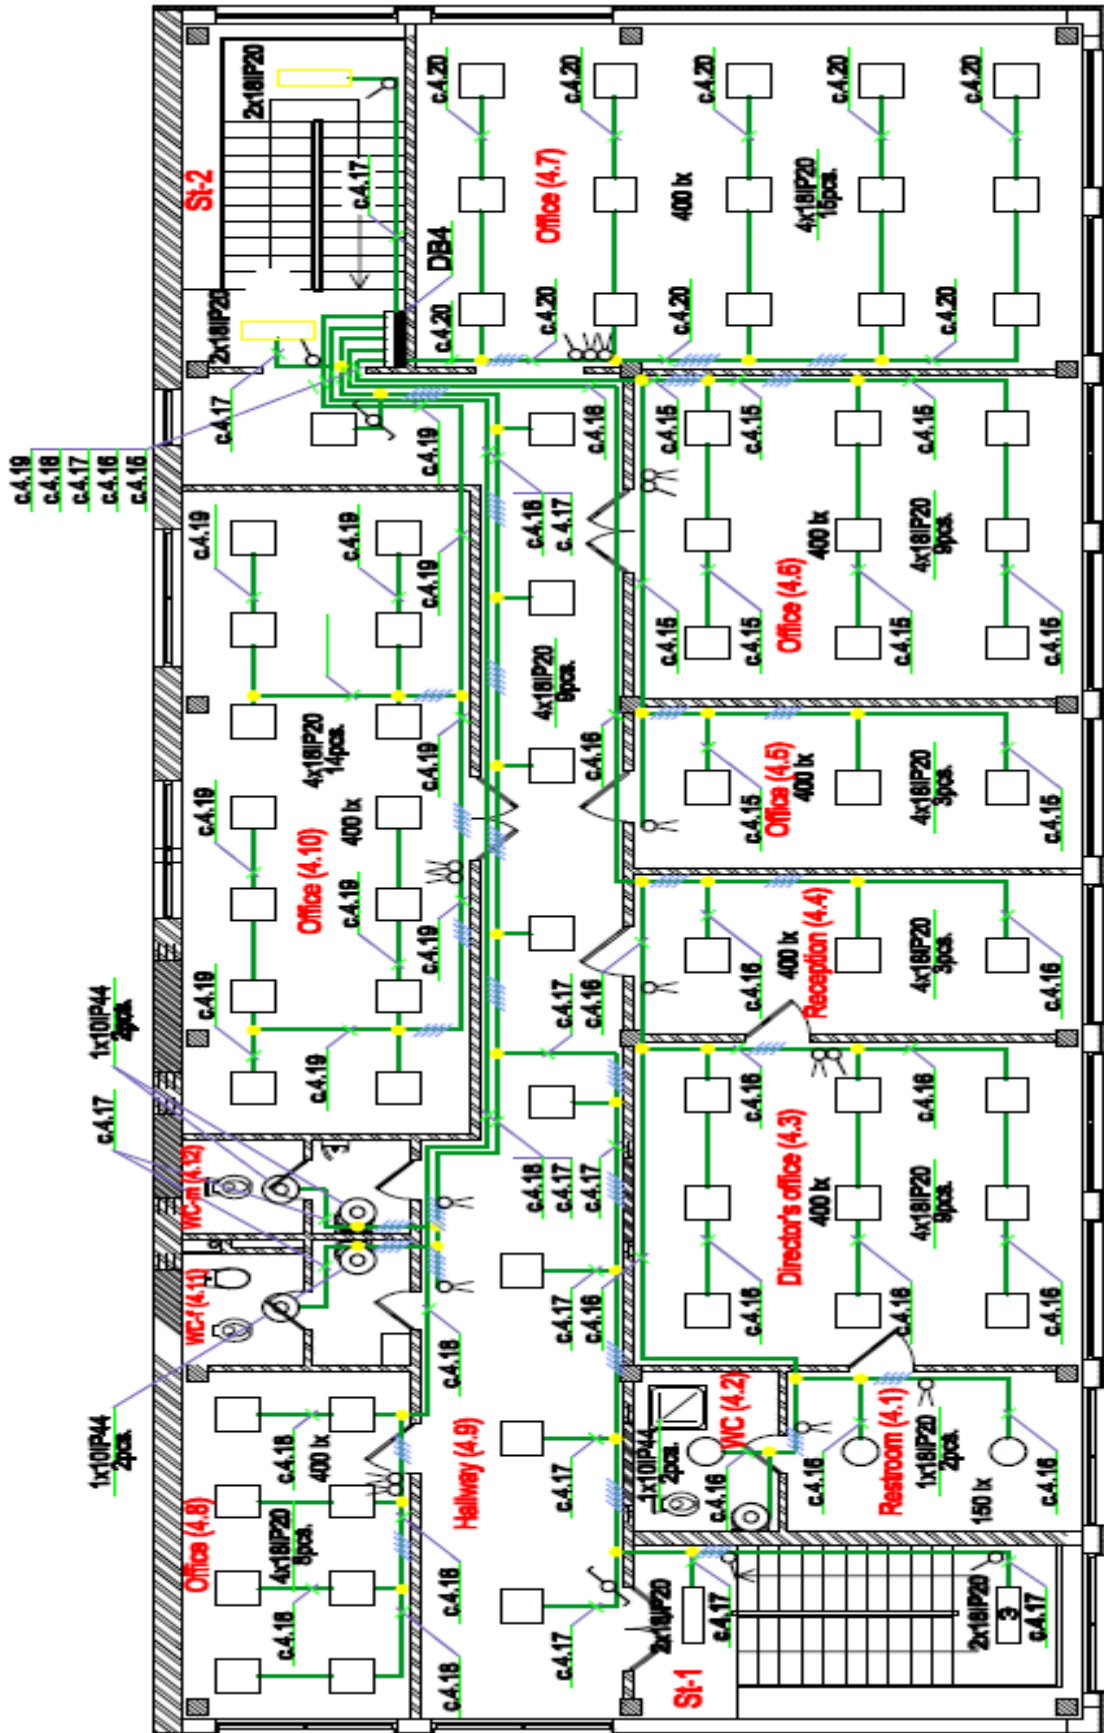 c.4.19
c.4.18
c.4.17
c.4.16
c.4.15
1x10IP44
2pcs.
c.4.17
1x10IP44
2pcs.
Office (4.8)
4x18IP20
8pcs.
400 lx
c.4.18
c.4.18
c.4.18
c.4.18
c.4.18
WC-f (4.11)
WC-m (4.12)
Office (4.10)
400 lx
4x18IP20
14pcs.
c.4.19
c.4.19
c.4.19
c.4.19
c.4.19
c.4.19
c.4.19
c.4.19
c.4.19
c.4.19
c.4.17
2x18IP20
St-2
2x18IP20
c.4.17
DB4
Hallway (4.9)
4x18IP20
9pcs.
c.4.17
c.4.17
c.4.17
c.4.16
c.4.18
c.4.17
c.4.17
c.4.17
c.4.16
c.4.16
c.4.18
c.4.17
c.4.18
St-1
2x18IP20
c.4.17
2x18IP20
3
c.4.17
1x10IP44
2pcs.
WC (4.2)
c.4.16
Restroom (4.1)
1x18IP20
2pcs.
150 lx
c.4.16
c.4.16
Director's office (4.3)
400 lx
4x18IP20
9pcs.
c.4.16
c.4.16
c.4.16
c.4.16
c.4.16
Reception (4.4)
400 lx
4x18IP20
3pcs.
c.4.16
c.4.16
Office (4.5)
400 lx
4x18IP20
3pcs.
c.4.15
c.4.15
Office (4.6)
400 lx
4x18IP20
9pcs.
c.4.15
c.4.15
c.4.15
c.4.15
c.4.15
c.4.15
c.4.15
Office (4.7)
400 lx
4x18IP20
15pcs.
c.4.20
c.4.20
c.4.20
c.4.20
c.4.20
c.4.20
c.4.20
c.4.20
c.4.20